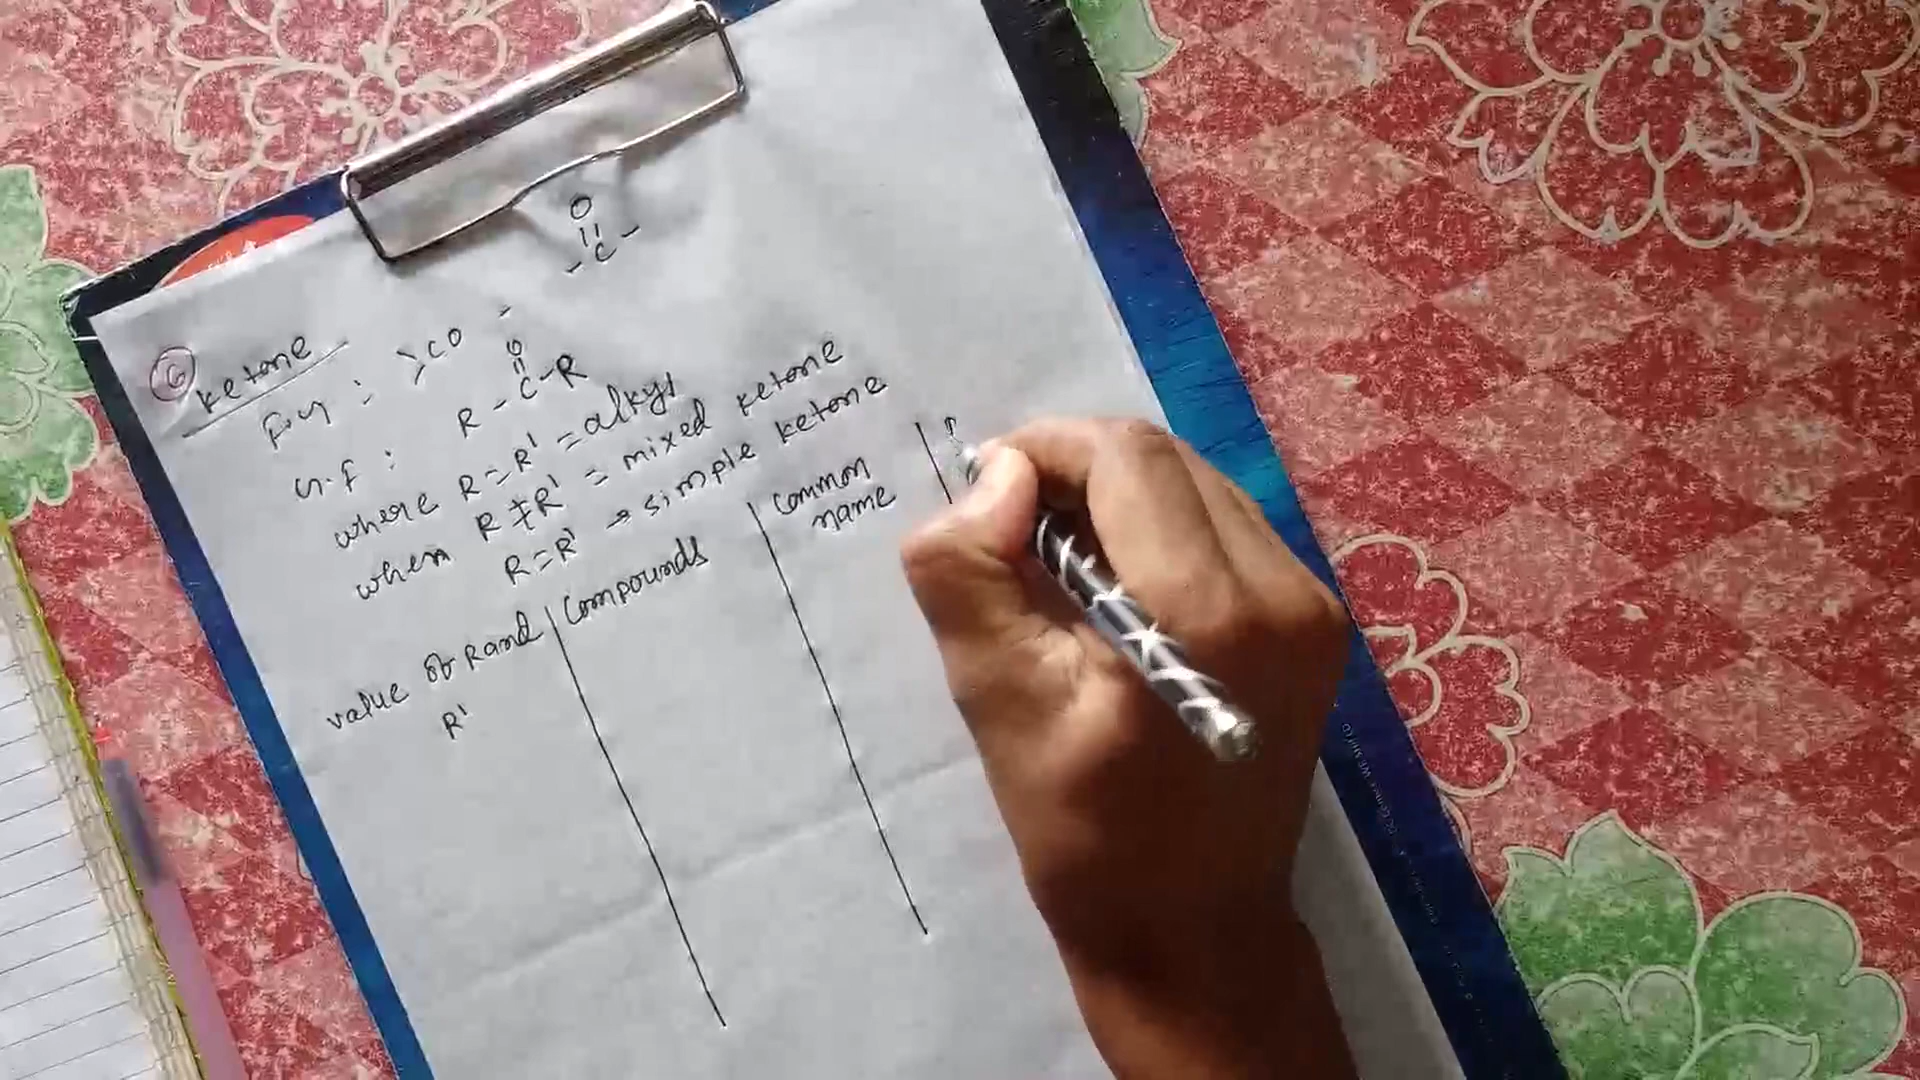 O
||
-C-
6 ketone
F.G : >CO
O
||
G.F : R-C-R
where R=R' = alkyl
when R≠R' = mixed ketone
R=R' → simple ketone
value of R and
R'
Compounds
Common
name